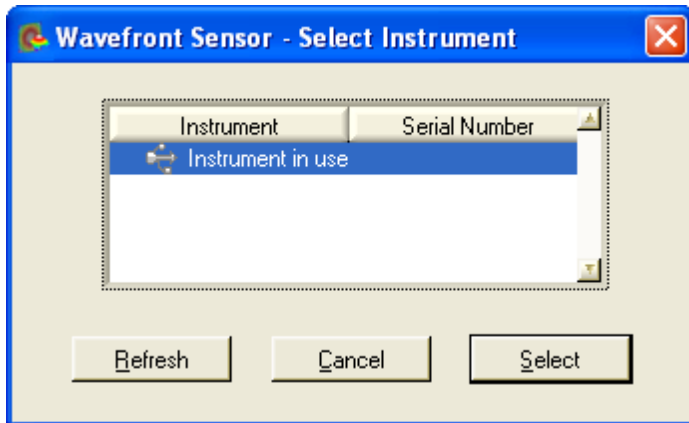 Wavefront Sensor - Select Instrument
Instrument Serial Number
Instrument in use
Refresh Cancel Select